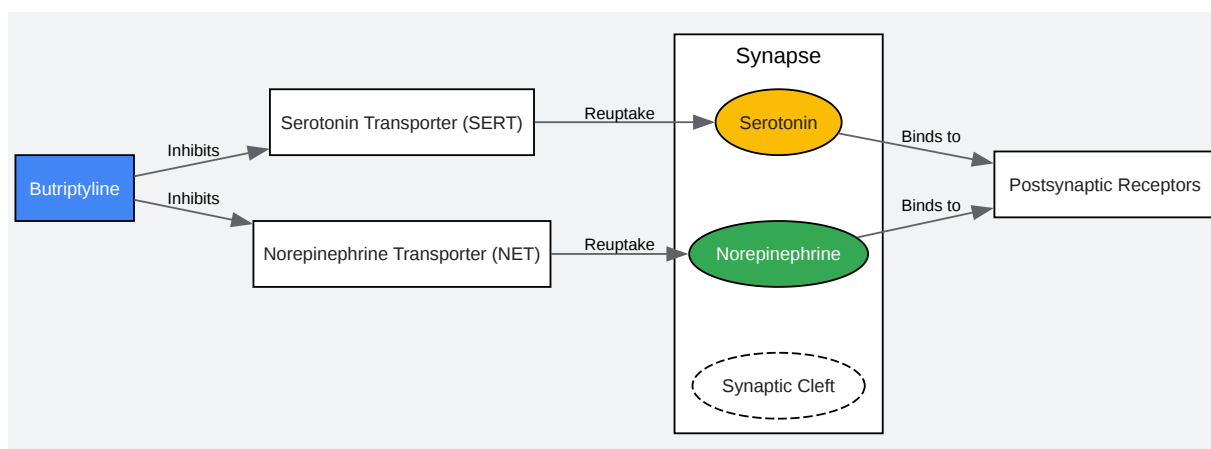 Synapse
Butriptyline
Inhibits
Inhibits
Serotonin Transporter (SERT)
Norepinephrine Transporter (NET)
Reuptake
Reuptake
Serotonin
Norepinephrine
Synaptic Cleft
Binds to
Binds to
Postsynaptic Receptors